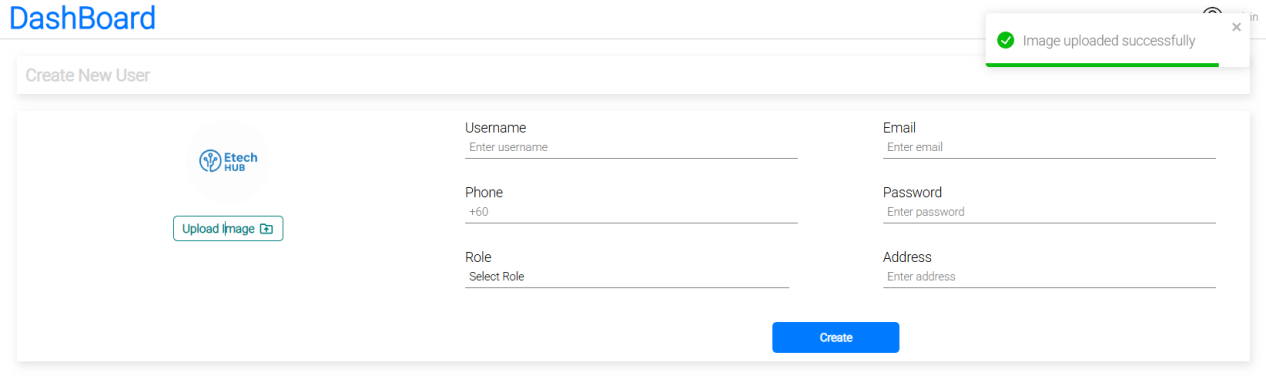 DashBoard
Image uploaded successfully
Create New User
Etech
HUB
Upload Image
Username
Enter username
Email
Enter email
Phone
+60
Password
Enter password
Role
Select Role
Address
Enter address
Create